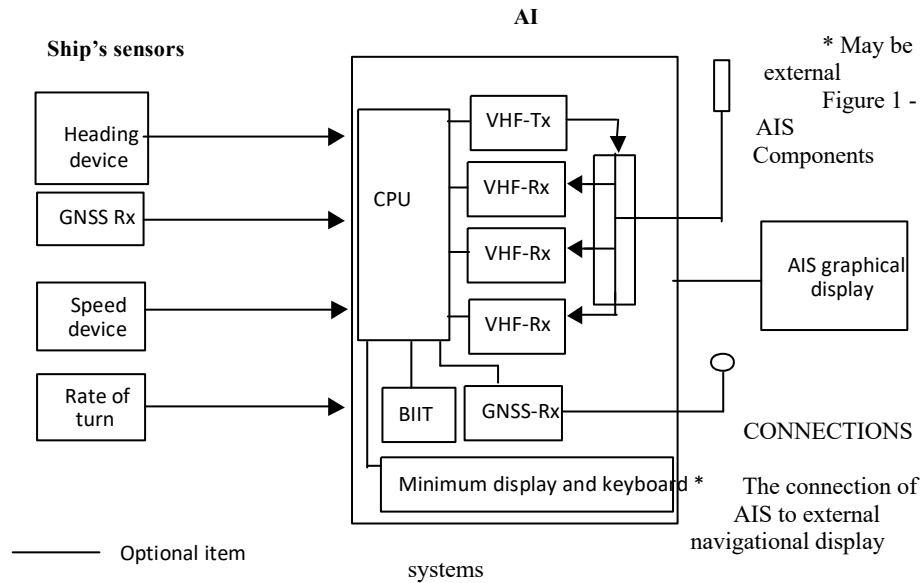 AI
Ship's sensors
* May be
external
Figure 1 -
AIS
Components
Heading
device
GNSS Rx
Speed
device
Rate of
turn
CPU
VHF-Tx
VHF-Rx
VHF-Rx
VHF-Rx
BIIT
GNSS-Rx
Minimum display and keyboard *
AIS graphical
display
CONNECTIONS
The connection of
AIS to external
navigational display
systems
Optional item